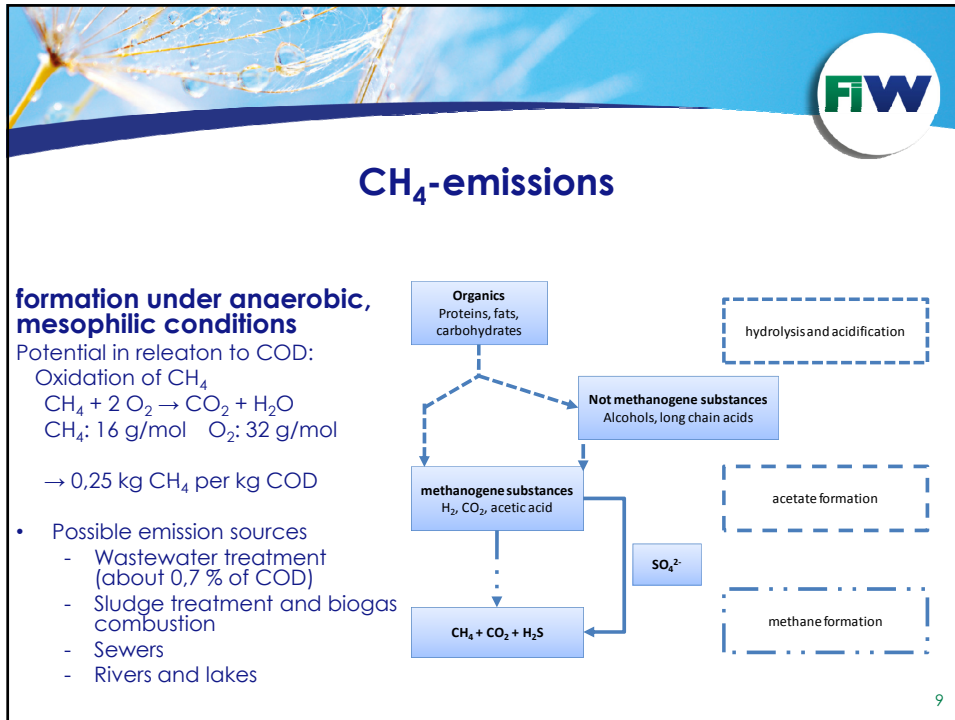 FiW
CH₄-emissions
formation under anaerobic,
mesophilic conditions
Potential in releaton to COD:
Oxidation of CH₄
CH₄ + 2 O₂ → CO₂ + H₂O
CH₄: 16 g/mol O₂: 32 g/mol
→ 0,25 kg CH₄ per kg COD
• Possible emission sources
- Wastewater treatment
(about 0,7 % of COD)
- Sludge treatment and biogas
combustion
- Sewers
- Rivers and lakes
Organics
Proteins, fats,
carbohydrates
Not methanogene substances
Alcohols, long chain acids
methanogene substances
H₂, CO₂, acetic acid
SO₄²⁻
CH₄ + CO₂ + H₂S
hydrolysis and acidification
acetate formation
methane formation
9